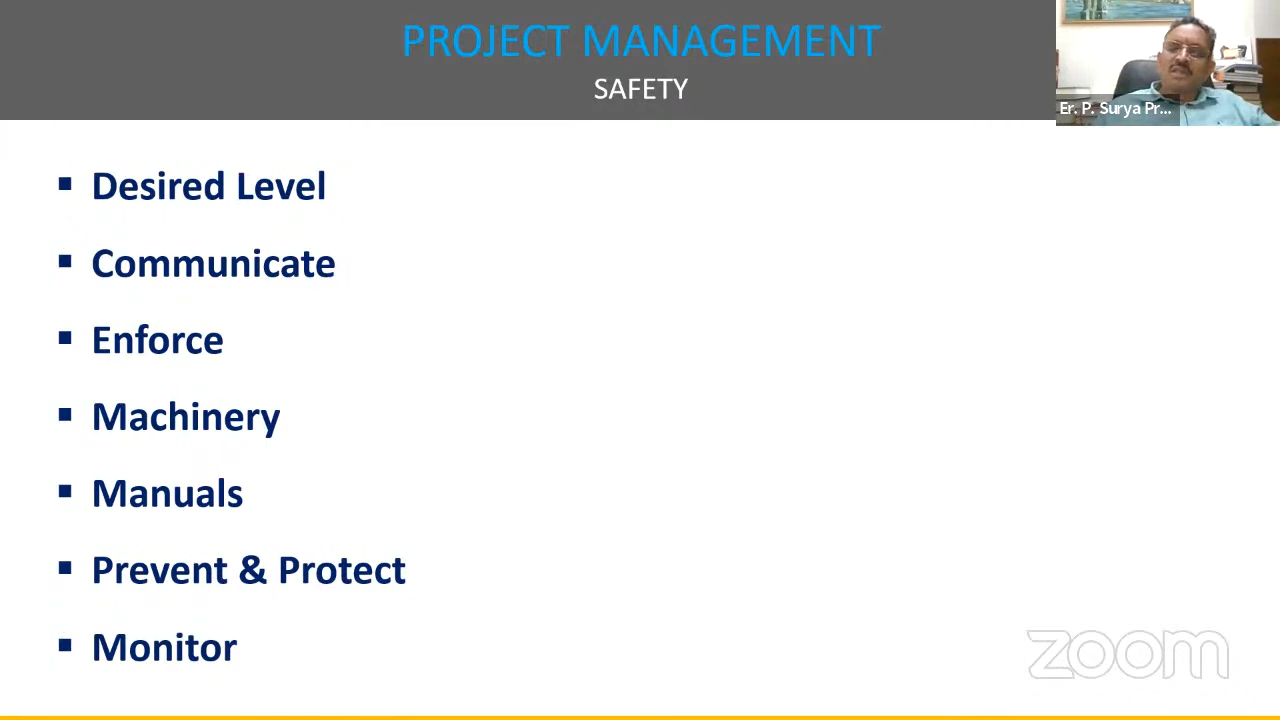 PROJECT MANAGEMENT
SAFETY
Er. P. Surya Pr...
▪ Desired Level
▪ Communicate
▪ Enforce
▪ Machinery
▪ Manuals
▪ Prevent & Protect
▪ Monitor
zoom